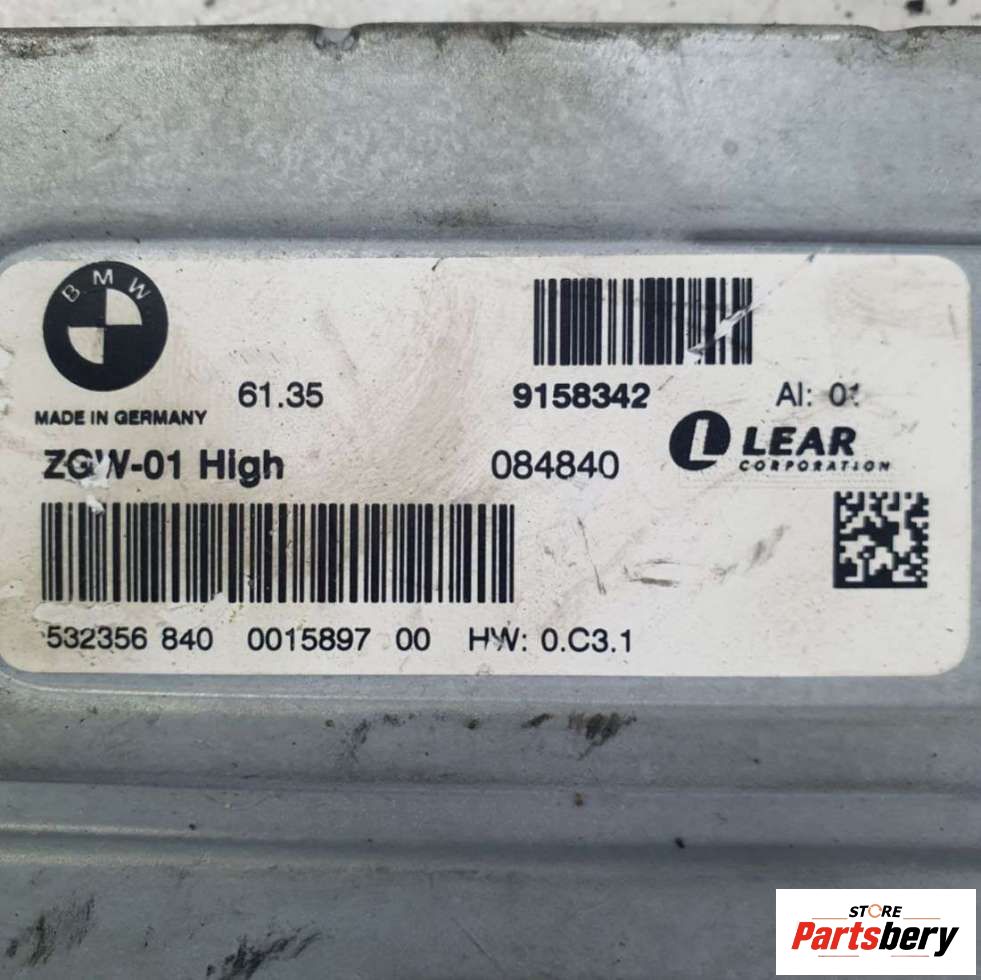 BMW
MADE IN GERMANY
61.35
9158342
AI: 01
ZGW-01 High
084840
LEAR
CORPORATION
532356 840 0015897 00 HW: 0.C3.1
STORE
Partsbery